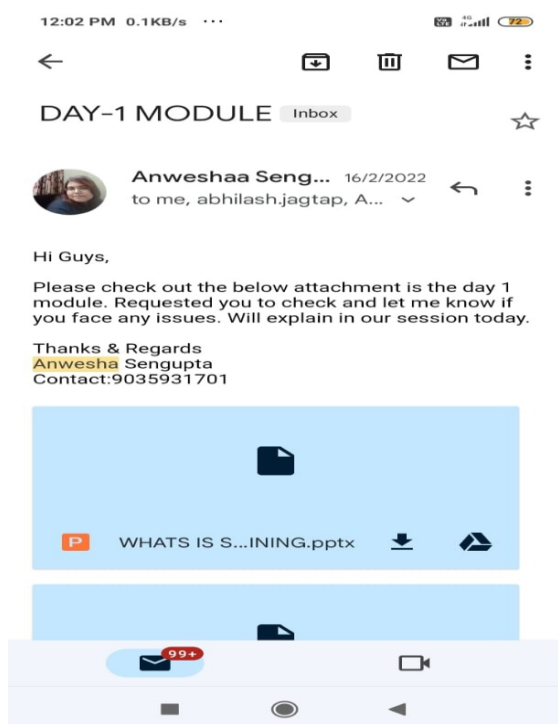 12:02 PM 0.1KB/s ...
4G 72
DAY-1 MODULE Inbox
Anweshaa Seng... 16/2/2022
to me, abhilash.jagtap, A...
Hi Guys,
Please check out the below attachment is the day 1
module. Requested you to check and let me know if
you face any issues. Will explain in our session today.
Thanks & Regards
Anwesha Sengupta
Contact:9035931701
P WHATS IS S...INING.pptx
99+